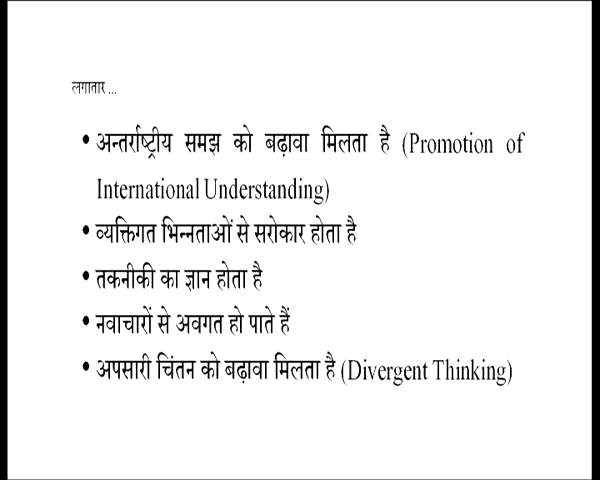 लगातार ...
• अन्तर्राष्ट्रीय समझ को बढ़ावा मिलता है (Promotion of
International Understanding)
• व्यक्तिगत भिन्नताओं से सरोकार होता है
• तकनीकी का ज्ञान होता है
• नवाचारों से अवगत हो पाते हैं
• अपसारी चिंतन को बढ़ावा मिलता है (Divergent Thinking)